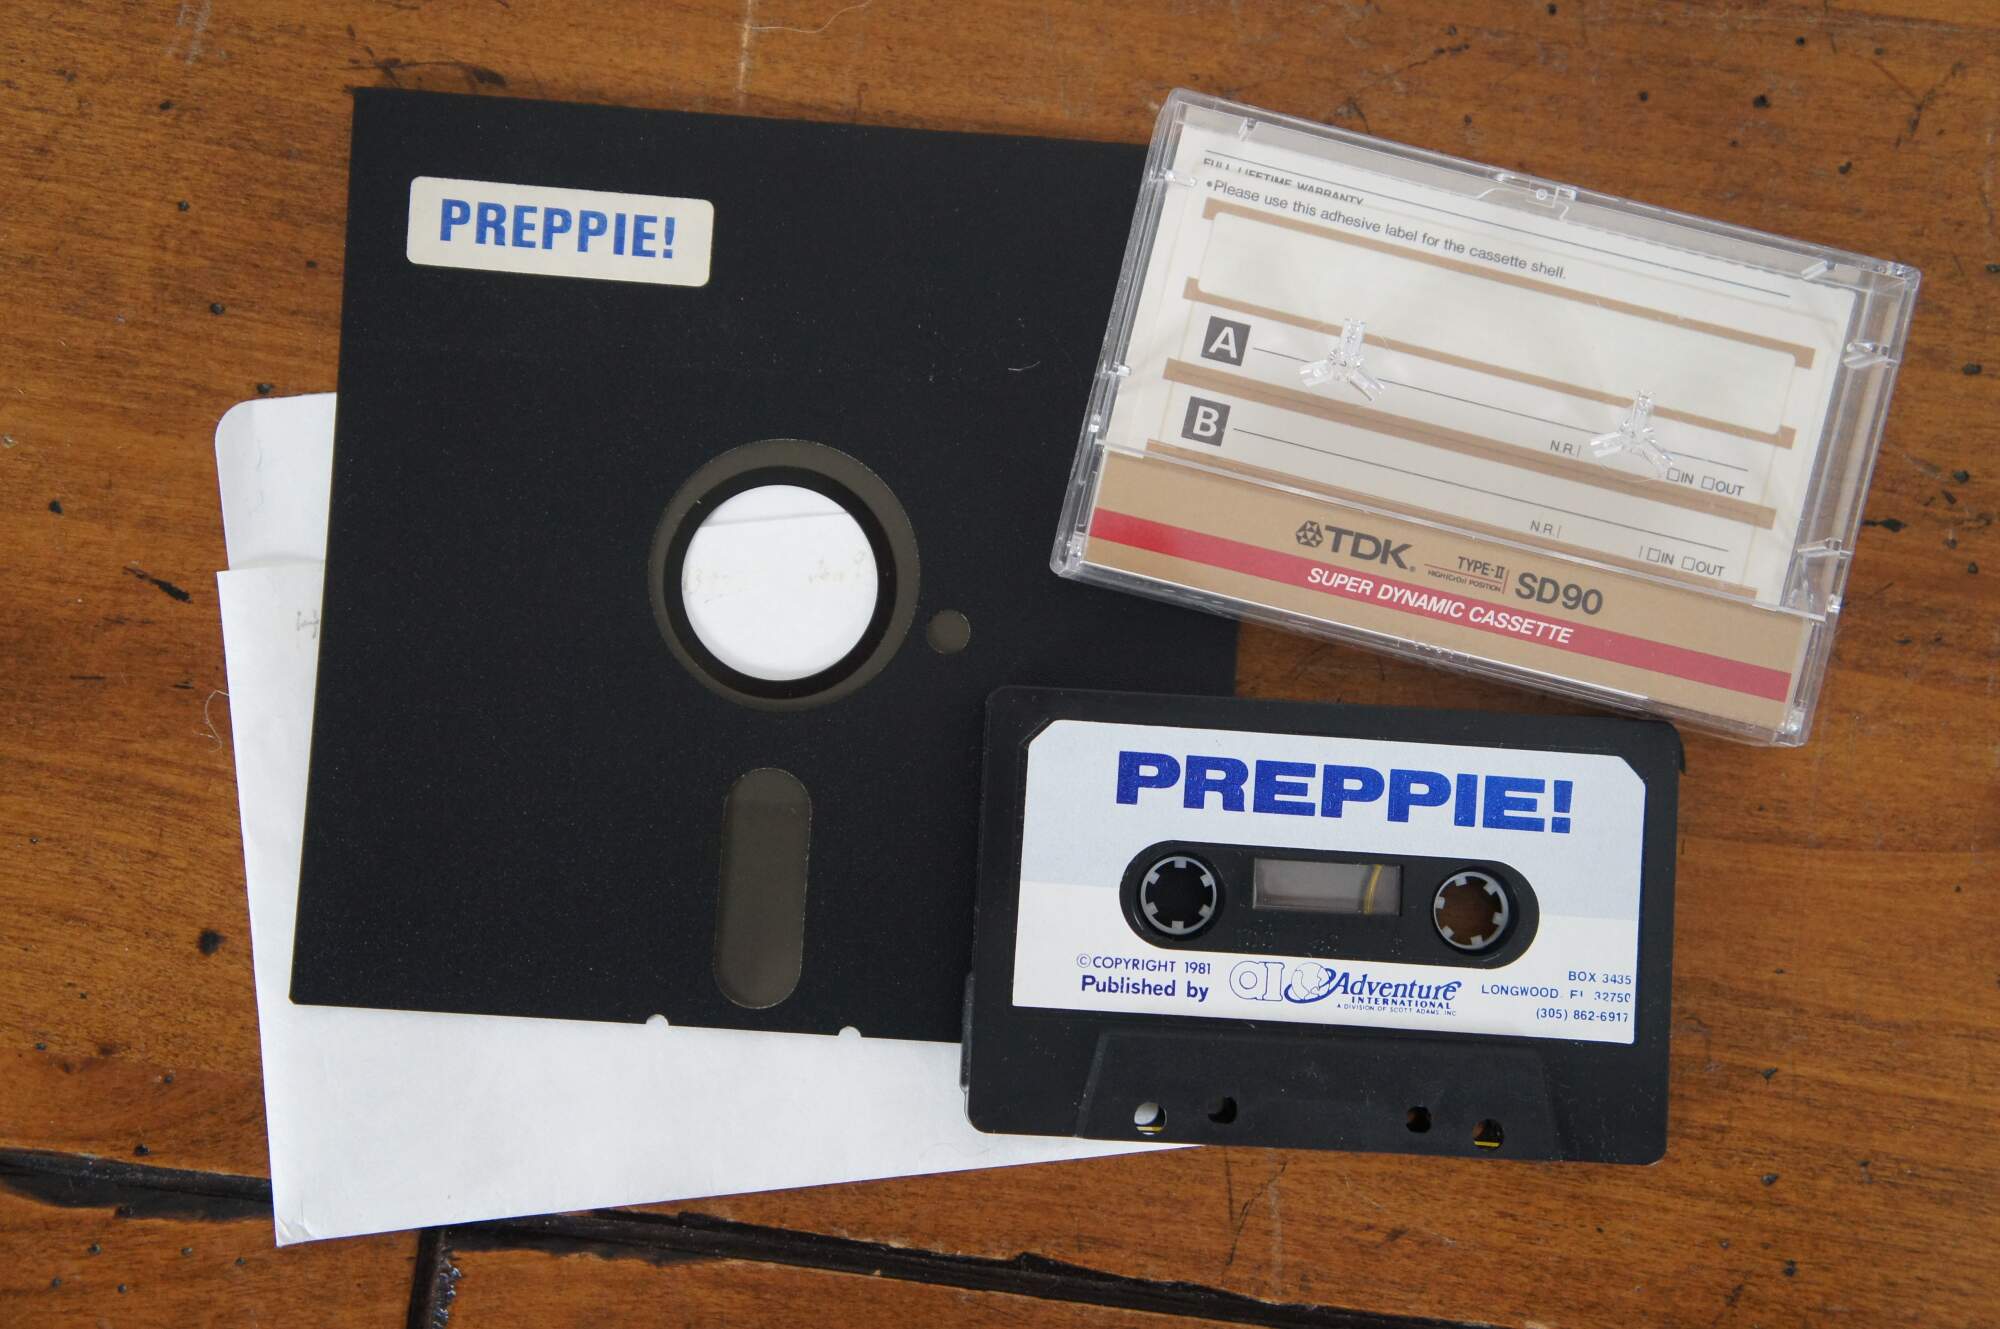 PREPPIE!
FULL LIFETIME WARRANTY
•Please use this adhesive label for the cassette shell.
A
N.R.
IN OUT
B
N.R.
IN OUT
TDK® TYPE-II SD90
HIGH(CrO2) POSITION
SUPER DYNAMIC CASSETTE
PREPPIE!
©COPYRIGHT 1981
Published by
ai Adventure
INTERNATIONAL
A DIVISION OF SCOTT ADAMS, INC
BOX 3435
LONGWOOD, FL 32750
(305) 862-6917